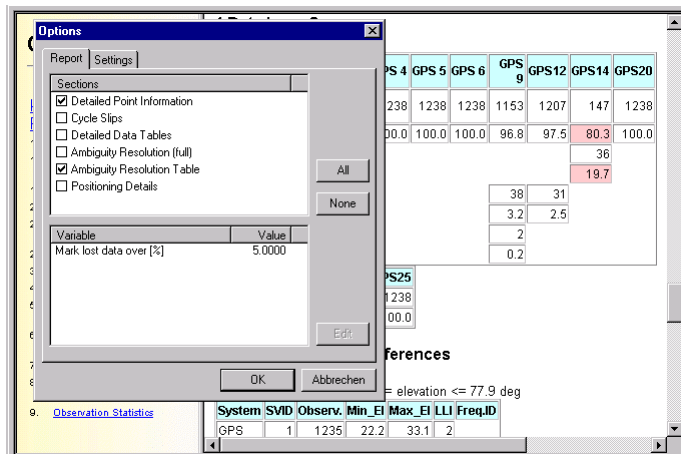 Options
Report Settings
Sections
Detailed Point Information
Cycle Slips
Detailed Data Tables
Ambiguity Resolution (full)
Ambiguity Resolution Table
Positioning Details
All
None
Variable Value
Mark lost data over [%] 5.0000
Edit
OK Abbrechen
9. Observation Statistics
PS 4 GPS 5 GPS 6 GPS 9 GPS12 GPS14 GPS20
238 1238 1238 1153 1207 147 1238
00.0 100.0 100.0 96.8 97.5 80.3 100.0
36
19.7
38 31
3.2 2.5
2
0.2
PS25
1238
00.0
ferences
= elevation <= 77.9 deg
System SVID Observ. Min_El Max_El LLI Freq.ID
GPS 1 1235 22.2 33.1 2